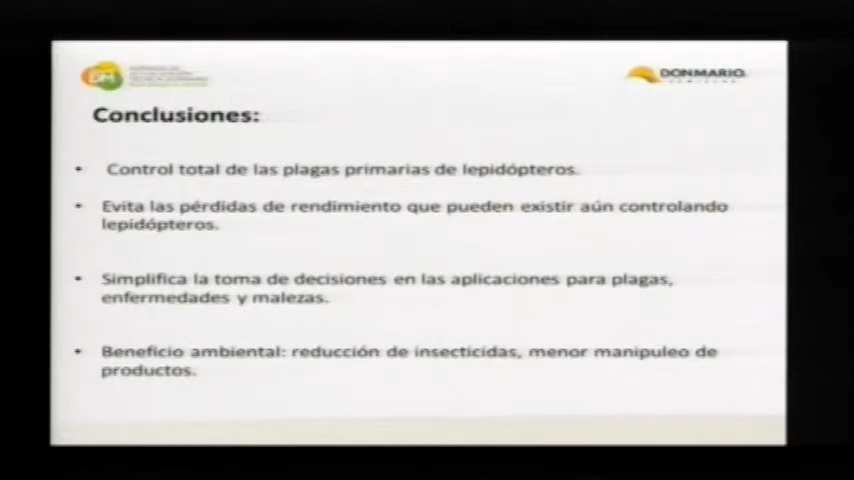 DM
DONMARIO
Conclusiones:
• Control total de las plagas primarias de lepidópteros.
• Evita las pérdidas de rendimiento que pueden existir aún controlando
lepidópteros.
• Simplifica la toma de decisiones en las aplicaciones para plagas,
enfermedades y malezas.
• Beneficio ambiental: reducción de insecticidas, menor manipuleo de
productos.